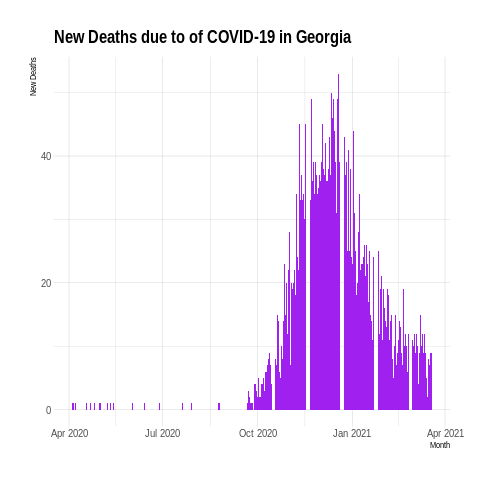 New Deaths due to of COVID-19 in Georgia
New Deaths
40
20
0
Apr 2020
Jul 2020
Oct 2020
Jan 2021
Apr 2021
Month